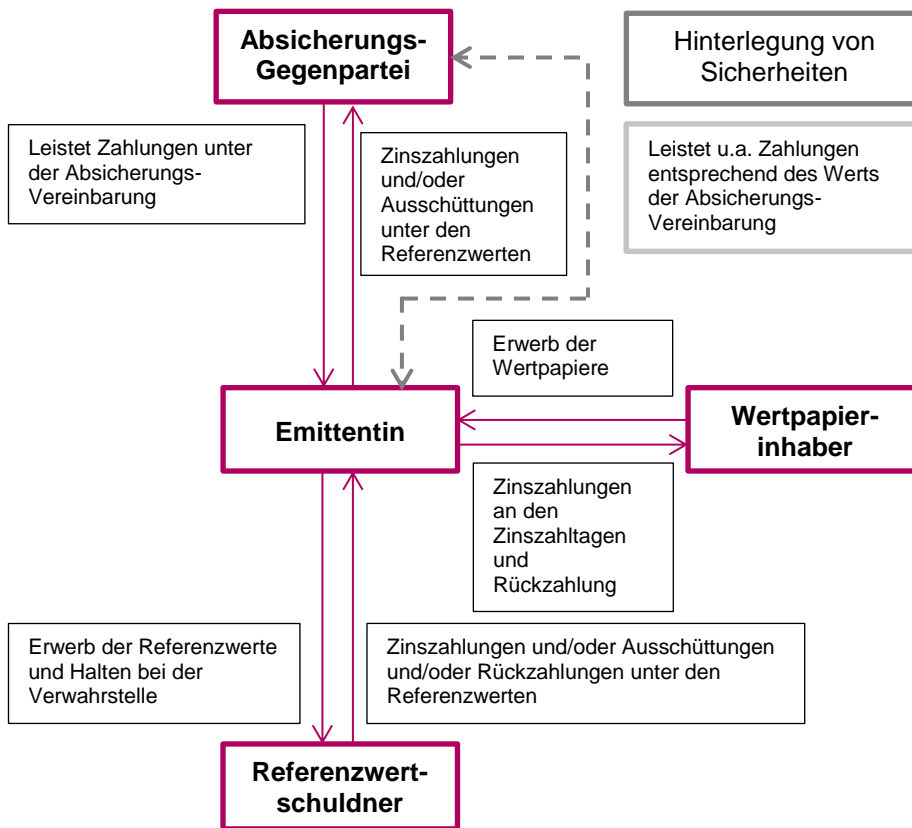 Absicherungs-
Gegenpartei
Hinterlegung von
Sicherheiten
Leistet Zahlungen unter
der Absicherungs-
Vereinbarung
Zinszahlungen
und/oder
Ausschüttungen
unter den
Referenzwerten
Leistet u.a. Zahlungen
entsprechend des Werts
der Absicherungs-
Vereinbarung
Erwerb der
Wertpapiere
Emittentin
Wertpapier-
inhaber
Zinszahlungen
an den
Zinszahltagen
und
Rückzahlung
Erwerb der Referenzwerte
und Halten bei der
Verwahrstelle
Zinszahlungen und/oder Ausschüttungen
und/oder Rückzahlungen unter den
Referenzwerten
Referenzwert-
schuldner